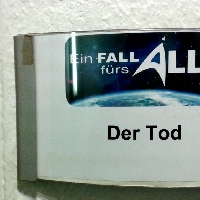 Ein FALL
fürs ALL
Der Tod